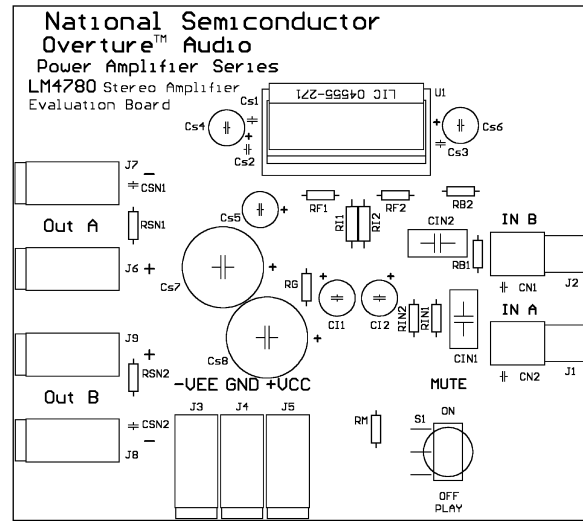 National Semiconductor
Overture™ Audio
Power Amplifier Series
LM4780 Stereo Amplifier
Evaluation Board
LIC 04555-271
U1
Cs1
Cs4
Cs2
Cs6
Cs3
J7
-
CSN1
Out A
RSN1
J6
+
Cs5
+
RF1
RI1
RI2
RF2
RB2
CIN2
IN B
RB1
J2
CN1
Cs7
+
RG
+
CI1
+
CI2
RIN2
RIN1
CIN1
IN A
CN2
J1
Cs8
+
J9
+
RSN2
Out B
CSN2
-
J8
-VEE GND +VCC
J3
J4
J5
MUTE
RM
S1
ON
OFF
PLAY